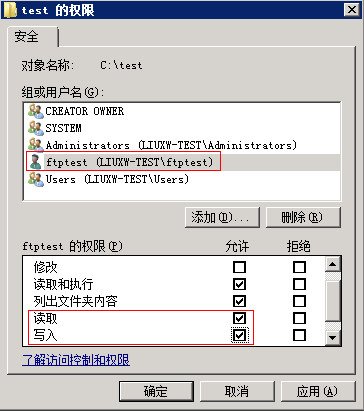 test 的权限
安全
对象名称: C:\test
组或用户名(G):
CREATOR OWNER
SYSTEM
Administrators (LIUXW-TEST\Administrators)
ftptest (LIUXW-TEST\ftptest)
Users (LIUXW-TEST\Users)
添加(D)... 删除(R)
ftptest 的权限(P) 允许 拒绝
修改
读取和执行
列出文件夹内容
读取
写入
了解访问控制和权限
确定 取消 应用(A)